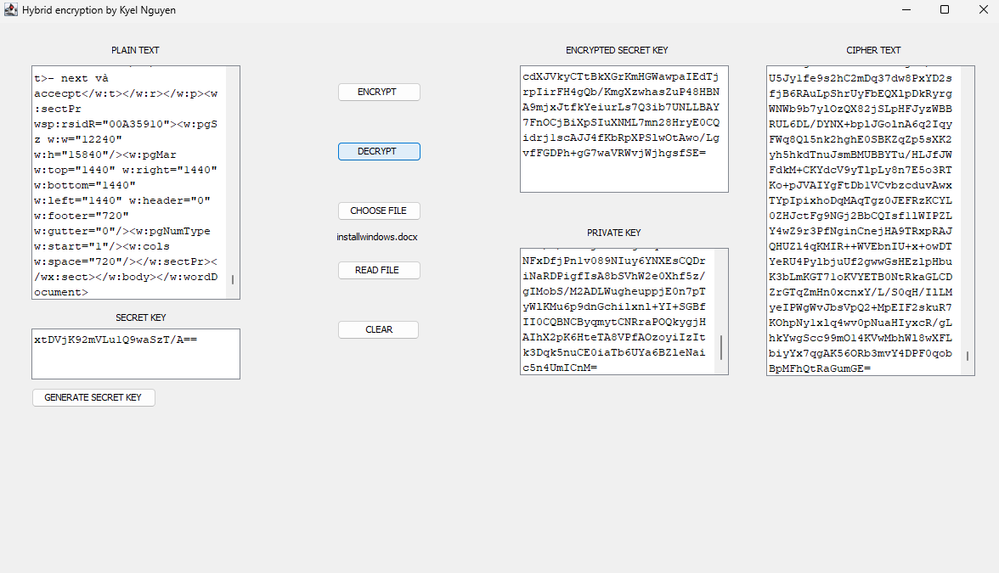 Hybrid encryption by Kyel Nguyen
PLAIN TEXT
t>- next và
accecpt</w:t></w:r></w:p><w
:sectPr
wsp:rsidR="00A35910"><w:pgS
z w:w="12240"
w:h="15840"/><w:pgMar
w:top="1440" w:right="1440"
w:bottom="1440"
w:left="1440" w:header="0"
w:footer="720"
w:gutter="0"/><w:pgNumType
w:start="1"/><w:cols
w:space="720"/></w:sectPr><
/wx:sect></w:body></w:wordD
ocument>
SECRET KEY
xtDVjK92mVLulQ9waSzT/A==
GENERATE SECRET KEY
ENCRYPT
DECRYPT
CHOOSE FILE
installwindows.docx
READ FILE
CLEAR
ENCRYPTED SECRET KEY
cdXJVkyCTtBkXGrKmHGWawpaIEdTj
rpIirFH4gQb/KmgXzwhasZuP48HBN
A9mjxJtfkYeiurLs7Q3ib7UNLLBAY
7FnOCjBiXpSIuXNML7mn28HryE0CQ
idrjlscAJJ4fKbRpXPSlwOtAwo/Lg
vfFGDPh+gG7waVRWvjWjhgsfSE=
PRIVATE KEY
NFxDfjPnlv089NIuy6YNXEsCQDr
iNaRDPigfIsA8bSVhW2e0Xhf5z/
gIMobS/M2ADLWugheuppjE0n7pT
yWlKMu6p9dnGchilxnl+YI+SGBf
II0CQBNCByqmytCNRraPOQkygjH
AIhX2pK6HteTA8VPfAOzoyiIzIt
k3Dqk5nuCE0iaTb6UYa6BZleNai
c5n4UmICnM=
CIPHER TEXT
U5Jylfe9s2hC2mDq37dw8PxYD2s
fjB6RAuLpShrUyFbEQXlpDkRyrg
WNWb9b7ylOzQX82jSLpHFJyzWBB
RUL6DL/DYNX+bplJGolnA6q2Iqy
FWq8Ql5nk2hghE0SBKZqZp5sXK2
yh5hkdTnuJsmBMUBBYTu/HLJfJW
FdkM+CKYdcV9yTlpLy8n7E5o3RT
Ko+pJVAIYgFtDblVCvbzcduvAwx
TYpIpixhoDqMAqTgz0JEFRzKCYL
0ZHJctFg9NGj2BbCQIsfllWIPZL
Y4wZ9r3PfNginCnejHA9TRxpRAJ
QHUZl4qKMIR++WVEbnIU+x+owDT
YeRU4PylbjuUf2gwwGsHEzlpHbu
K3bLmKGT7loKVYETB0NtRkaGLCD
ZrGTqZmHn0xcnxY/L/S0qH/IlLM
yeIPWgWvJbsVpQ2+MpEIF2skuR7
KOhpNylxlq4wv0pNuaHIyxcR/gL
hkYwgScc99mOl4KVwMbhWl8wXFL
biyYx7qgAK56ORb3mvY4DPF0qob
BpMFhQtRaGumGE=